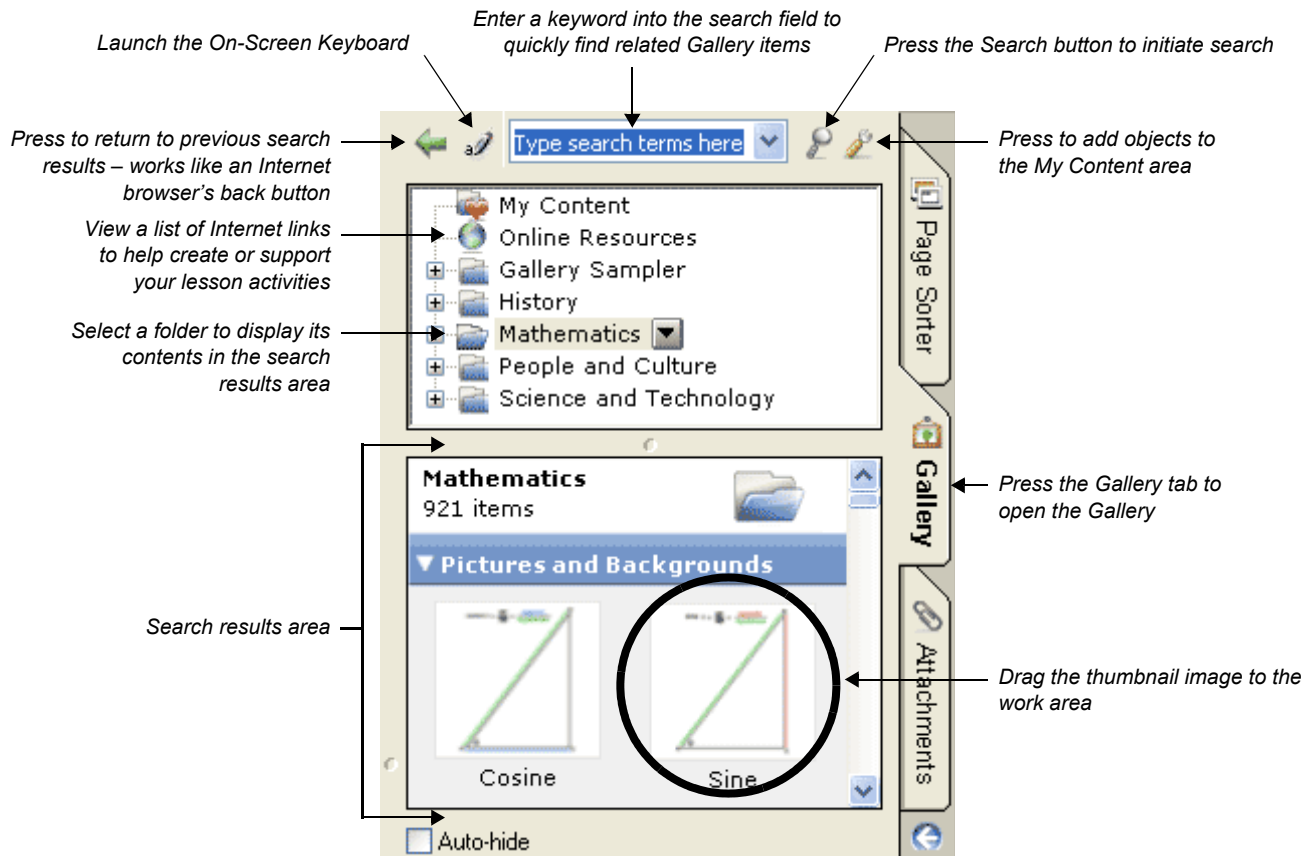 Enter a keyword into the search field to
quickly find related Gallery items
Launch the On-Screen Keyboard
Press the Search button to initiate search
Press to return to previous search
results – works like an Internet
browser's back button
Press to add objects to
the My Content area
View a list of Internet links
to help create or support
your lesson activities
Select a folder to display its
contents in the search
results area
Search results area
Press the Gallery tab to
open the Gallery
Drag the thumbnail image to the
work area
a
Type search terms here
My Content
Online Resources
Gallery Sampler
History
Mathematics
People and Culture
Science and Technology
Mathematics
921 items
Pictures and Backgrounds
Cosine
Sine
Auto-hide
Page Sorter
Gallery
Attachments